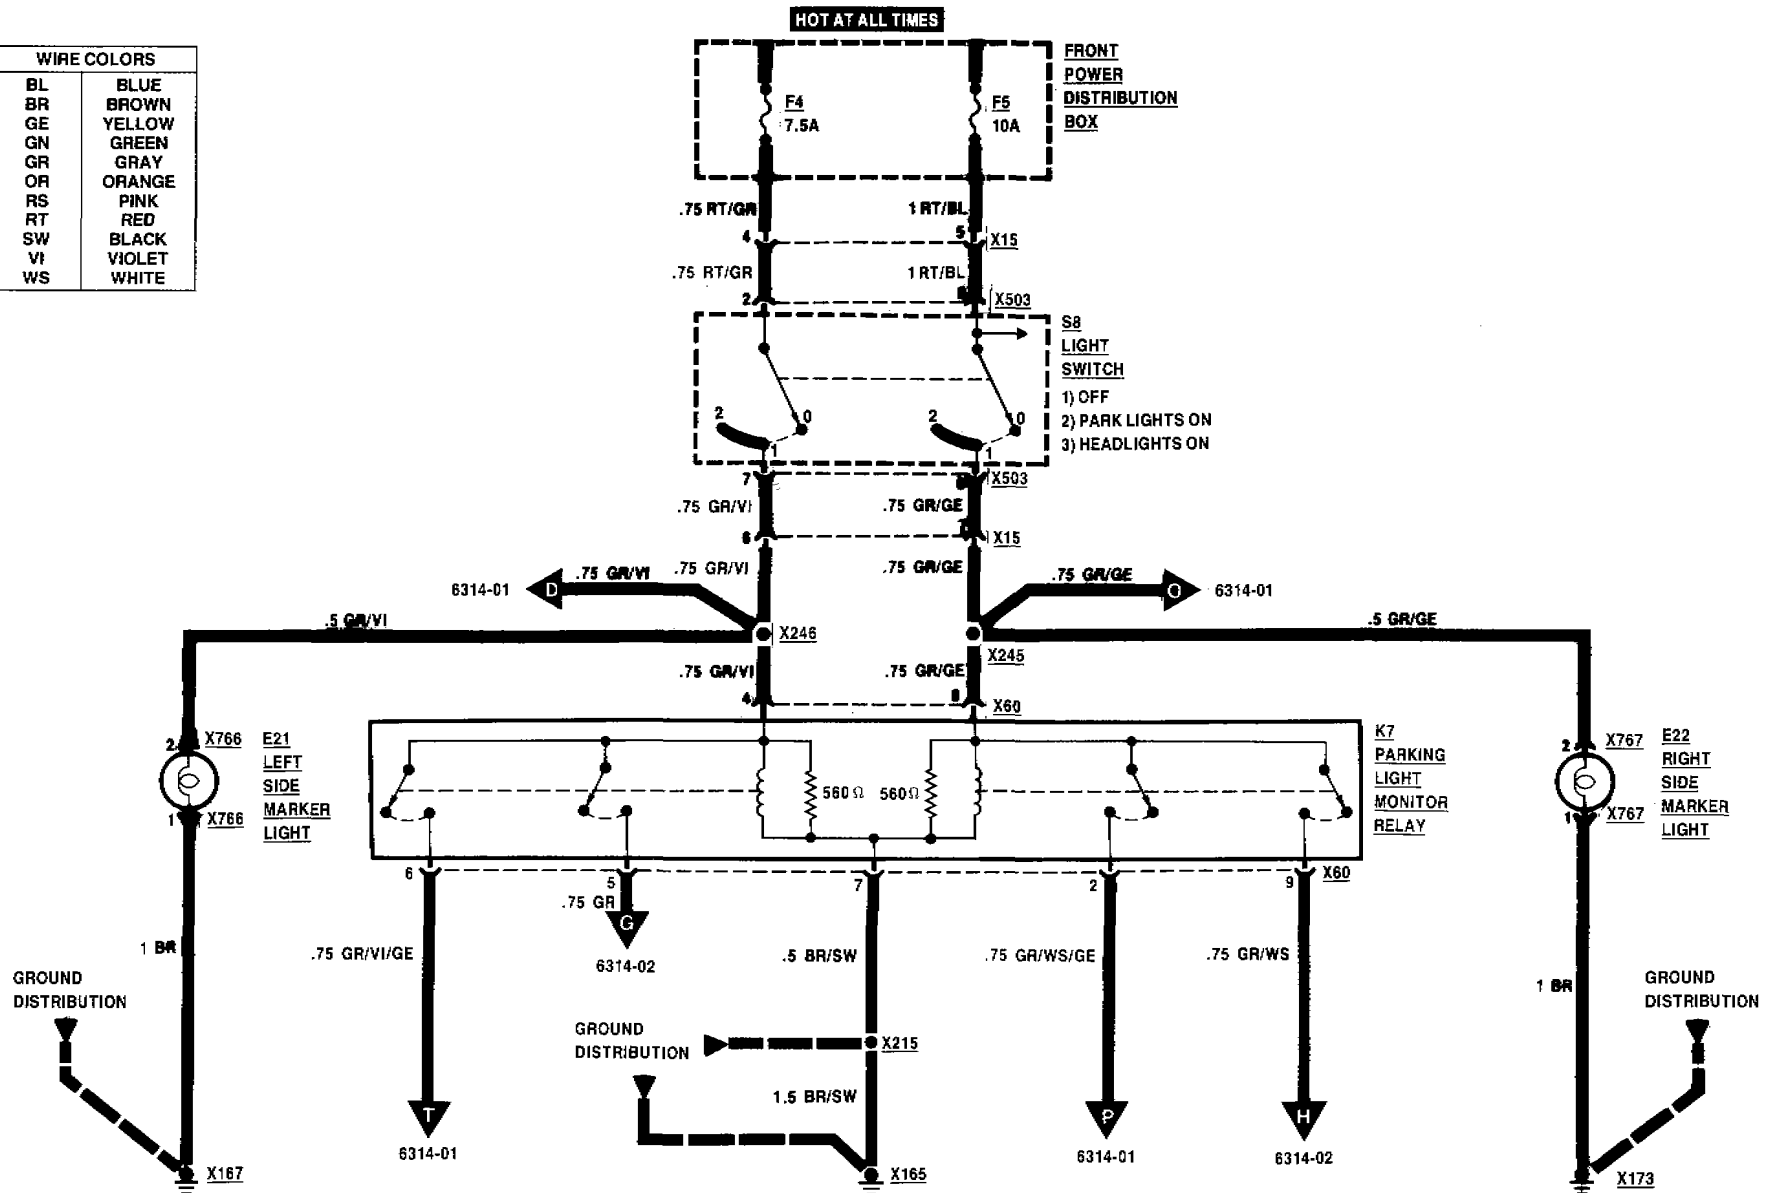 HOT AT ALL TIMES
WIRE COLORS
BL BLUE
BR BROWN
GE YELLOW
GN GREEN
GR GRAY
OR ORANGE
RS PINK
RT RED
SW BLACK
VI VIOLET
WS WHITE
F4
7.5A
F5
10A
FRONT
POWER
DISTRIBUTION
BOX
.75 RT/GR
1 RT/BL
4
5
X15
.75 RT/GR
1 RT/BL
2
X503
S8
LIGHT
SWITCH
1) OFF
2) PARK LIGHTS ON
3) HEADLIGHTS ON
2
0
1
2
0
1
7
X503
.75 GR/VI
.75 GR/GE
6
X15
.75 GR/VI
.75 GR/GE
6314-01
D
.75 GR/VI
.75 GR/GE
6314-01
.5 GR/VI
.5 GR/GE
X246
X245
.75 GR/VI
.75 GR/GE
4
X60
2
X766
E21
LEFT
SIDE
MARKER
LIGHT
1
X766
560Ω
560Ω
K7
PARKING
LIGHT
MONITOR
RELAY
2
X767
E22
RIGHT
SIDE
MARKER
LIGHT
1
X767
6
5
7
2
9
X60
.75 GR
G
6314-02
1 BR
.75 GR/VI/GE
.5 BR/SW
.75 GR/WS/GE
.75 GR/WS
1 BR
GROUND
DISTRIBUTION
GROUND
DISTRIBUTION
GROUND
DISTRIBUTION
X215
1.5 BR/SW
T
6314-01
P
6314-01
H
6314-02
X167
X165
X173